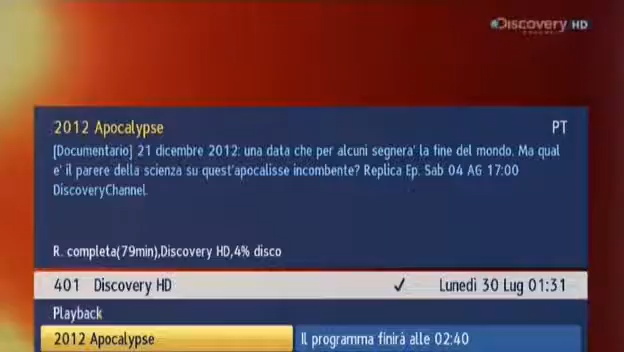 Discovery HD
CHANNEL
2012 Apocalypse PT
[Documentario] 21 dicembre 2012: una data che per alcuni segnera' la fine del mondo. Ma qual
e' il parere della scienza su quest'apocalisse incombente? Replica Ep. Sab 04 AG 17:00
DiscoveryChannel.
R. completa(79min),Discovery HD,4% disco
401 Discovery HD ✓ Lunedì 30 Lug 01:31
Playback
2012 Apocalypse Il programma finirà alle 02:40